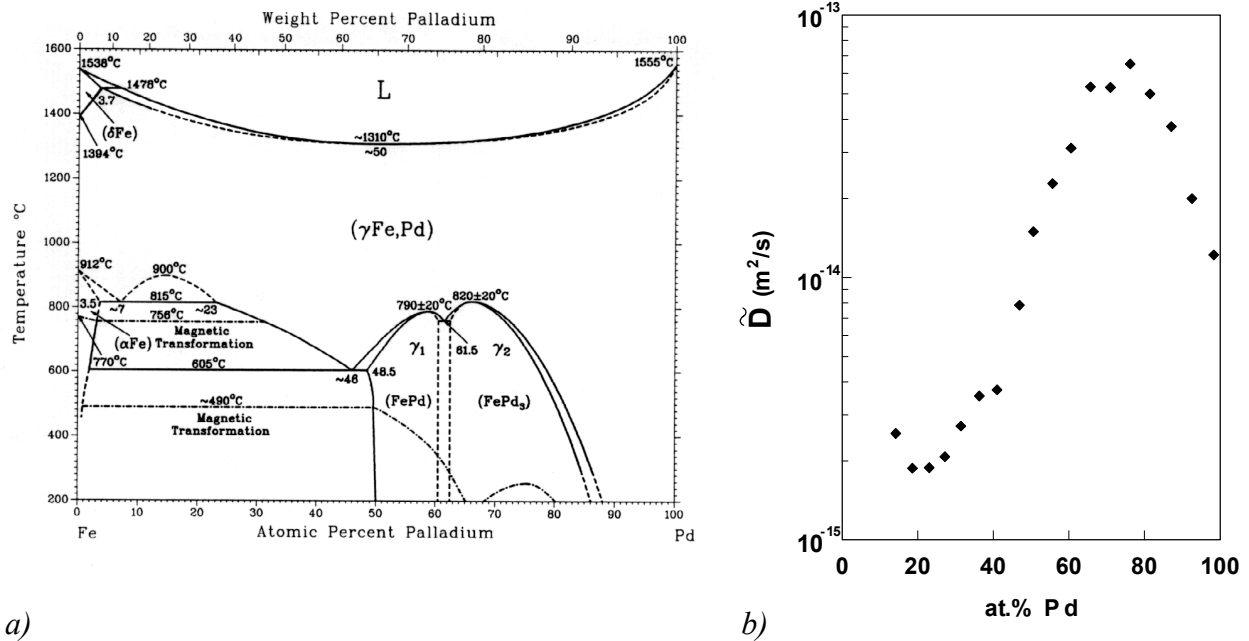 Weight Percent Palladium
0 10 20 30 40 50 60 70 80 90 100
1600
1538°C
1555°C
1478°C
L
3.7
1400
(δFe)
~1310°C
~50
1394°C
1200
Temperature °C
(γFe,Pd)
1000
912°C
900°C
790±20°C
820±20°C
800
3.5
815°C
~7
~23
756°C
Magnetic
Transformation
61.5
(αFe)
γ1
γ2
770°C
605°C
600
~46
48.5
(FePd)
(FePd3)
~490°C
Magnetic
Transformation
400
200
0 10 20 30 40 50 60 70 80 90 100
Fe
Atomic Percent Palladium
Pd
a)
10-13
10-14
D̃ (m2/s)
10-15
0 20 40 60 80 100
at.% Pd
b)